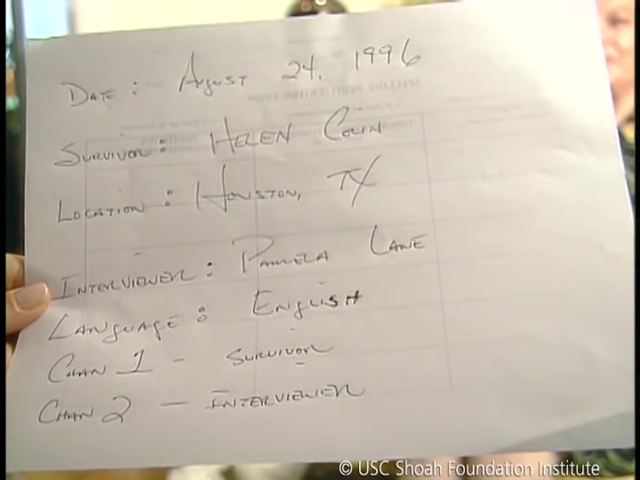 Date: August 24, 1996
Survivor: Helen Colin
Location: Houston, TX
Interviewer: Pamela Lane
Language: English
Chan 1 - Survivor
Chan 2 - Interviewer
© USC Shoah Foundation Institute